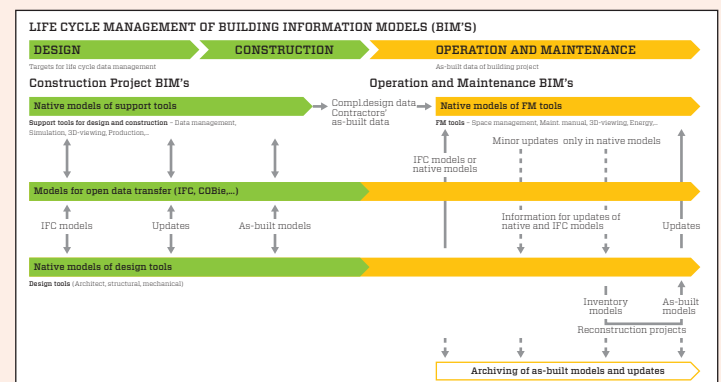 LIFE CYCLE MANAGEMENT OF BUILDING INFORMATION MODELS (BIM'S)
DESIGN
CONSTRUCTION
OPERATION AND MAINTENANCE
Targets for life cycle data management
As-built data of building project
Construction Project BIM's
Operation and Maintenance BIM's
Native models of support tools
Compl.design data,
Contractors'
as-built data
Native models of FM tools
Support tools for design and construction – Data management,
Simulation, 3D-viewing, Production,..
FM tools – Space management, Maint. manual, 3D-viewing, Energy,..
Minor updates only in native models
IFC models or
native models
Models for open data transfer (IFC, COBie,...)
IFC models
Updates
As-built models
Information for updates of
native and IFC models
Updates
Native models of design tools
Design tools (Architect, structural, mechanical)
Inventory
models
As-built
models
Reconstruction projects
Archiving of as-built models and updates